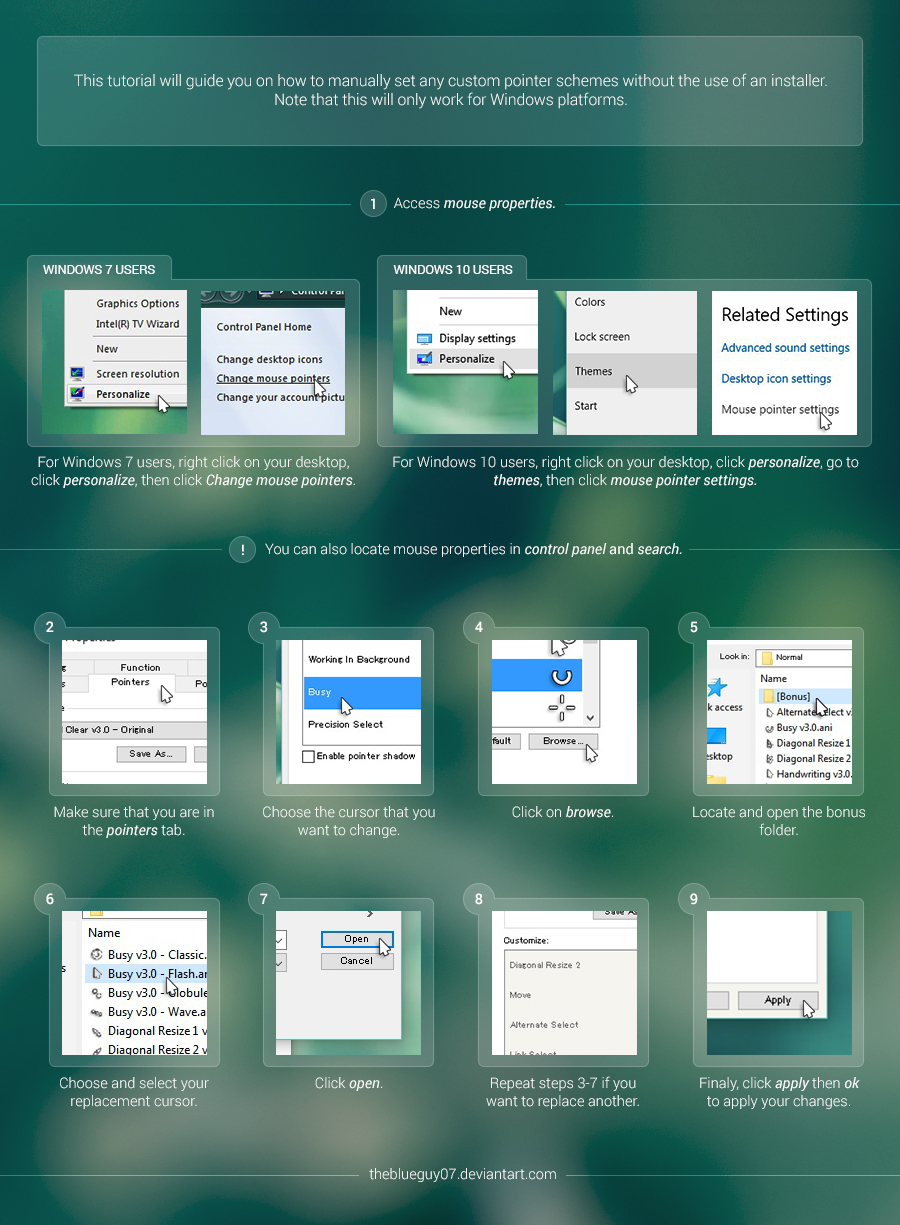 This tutorial will guide you on how to manually set any custom pointer schemes without the use of an installer.
Note that this will only work for Windows platforms.
1 Access mouse properties.
WINDOWS 7 USERS
Graphics Options
Intel(R) TV Wizard
New
Screen resolution
Personalize
Control Panel Home
Change desktop icons
Change mouse pointers
Change your account pictu
For Windows 7 users, right click on your desktop,
click personalize, then click Change mouse pointers.
WINDOWS 10 USERS
New
Display settings
Personalize
Colors
Lock screen
Themes
Start
Related Settings
Advanced sound settings
Desktop icon settings
Mouse pointer settings
For Windows 10 users, right click on your desktop, click personalize, go to
themes, then click mouse pointer settings.
! You can also locate mouse properties in control panel and search.
2
Function
Pointers
Po
Clear v3.0 - Original
Save As...
Make sure that you are in
the pointers tab.
3
Working In Background
Busy
Precision Select
Enable pointer shadow
Choose the cursor that you
want to change.
4
fault
Browse...
Click on browse.
5
Look in:
Normal
Name
k access
[Bonus]
Busy v3.0.ani
Diagonal Resize 1
esktop
Diagonal Resize 2
Handwriting v3.0.
Locate and open the bonus
folder.
6
Name
Busy v3.0 - Classic.
Busy v3.0 - Flash.an
Busy v3.0 - Globule
Busy v3.0 - Wave.a
Diagonal Resize 1 v
Diagonal Resize 2 v
Choose and select your
replacement cursor.
7
Open
Cancel
Click open.
8
Save As
Customize:
Diagonal Resize 2
Move
Alternate Select
Link Select
Repeat steps 3-7 if you
want to replace another.
9
Apply
Finaly, click apply then ok
to apply your changes.
theblueguy07.deviantart.com